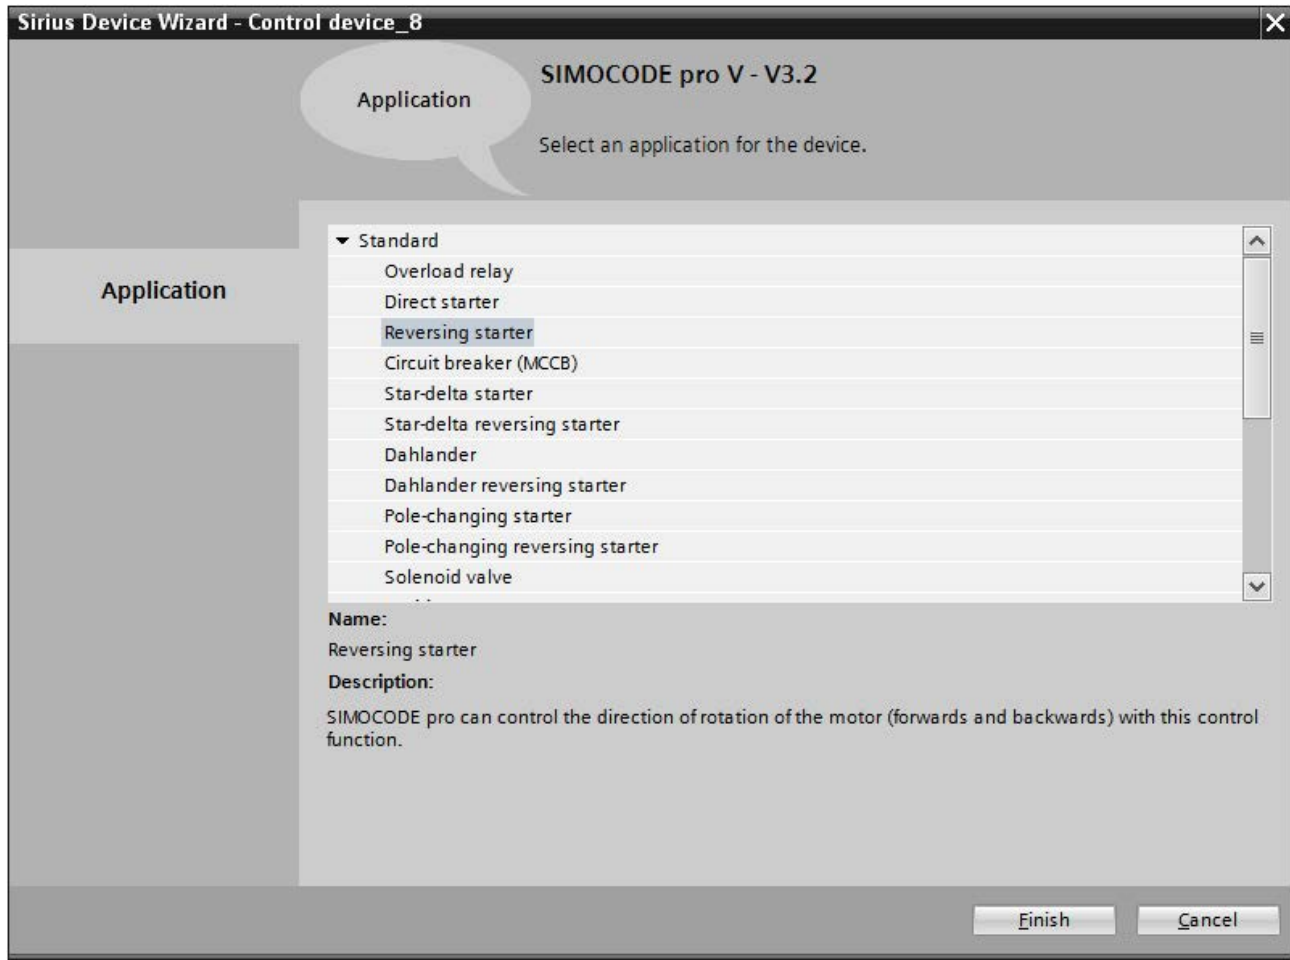 Sirius Device Wizard - Control device_8
Application
SIMOCODE pro V - V3.2
Select an application for the device.
Application
Standard
Overload relay
Direct starter
Reversing starter
Circuit breaker (MCCB)
Star-delta starter
Star-delta reversing starter
Dahlander
Dahlander reversing starter
Pole-changing starter
Pole-changing reversing starter
Solenoid valve
Name:
Reversing starter
Description:
SIMOCODE pro can control the direction of rotation of the motor (forwards and backwards) with this control
function.
Finish
Cancel